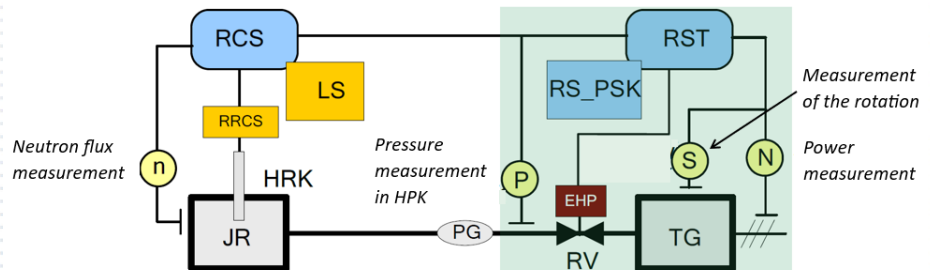 RCS
RST
LS
RS_PSK
Measurement
of the rotation
RRCS
Neutron flux
measurement
n
HRK
Pressure
measurement
in HPK
P
S
N
Power
measurement
EHP
JR
PG
RV
TG